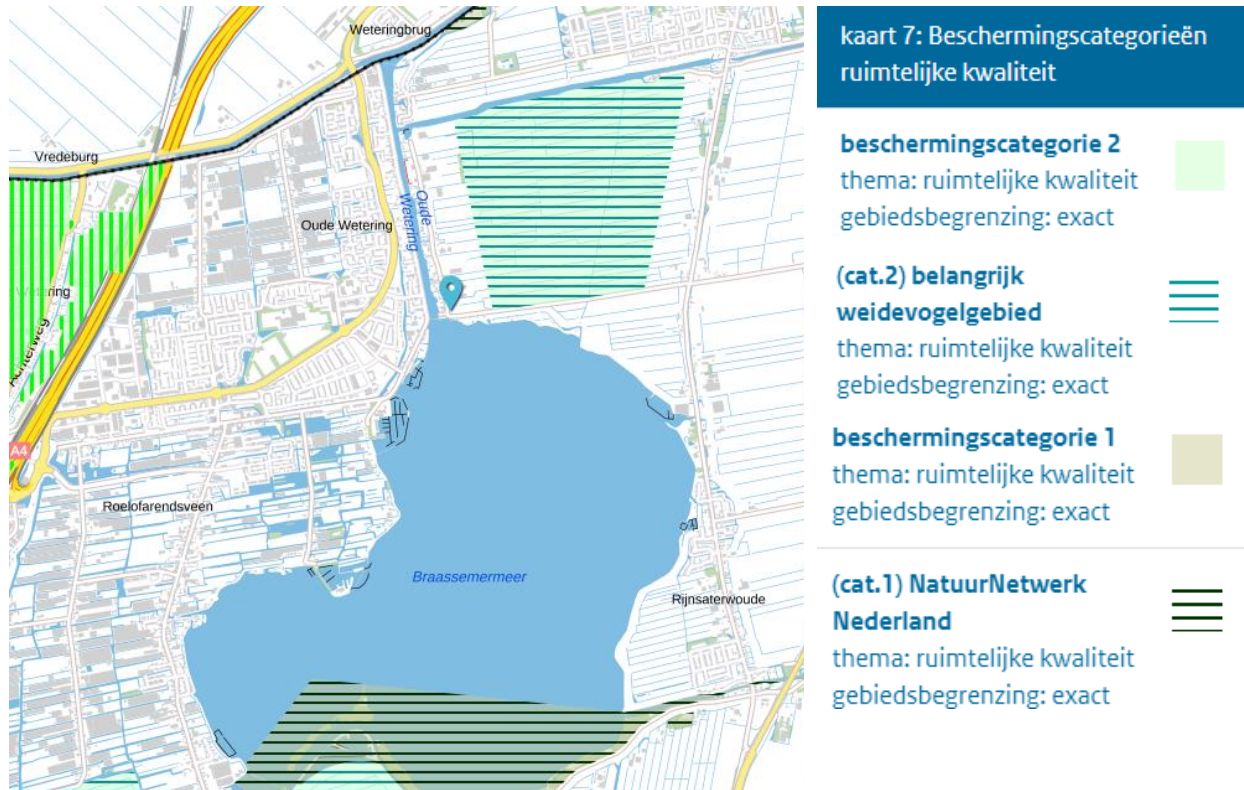 Weteringbrug
Vredeburg
Oude Wetering
Oude
Wetering
Wetering
Achterweg
A4
Roelofarendsveen
Braassemermeer
Rijnsaterwoude
kaart 7: Beschermingscategorieën
ruimtelijke kwaliteit
beschermingscategorie 2
thema: ruimtelijke kwaliteit
gebiedsbegrenzing: exact
(cat.2) belangrijk
weidevogelgebied
thema: ruimtelijke kwaliteit
gebiedsbegrenzing: exact
beschermingscategorie 1
thema: ruimtelijke kwaliteit
gebiedsbegrenzing: exact
(cat.1) NatuurNetwerk
Nederland
thema: ruimtelijke kwaliteit
gebiedsbegrenzing: exact